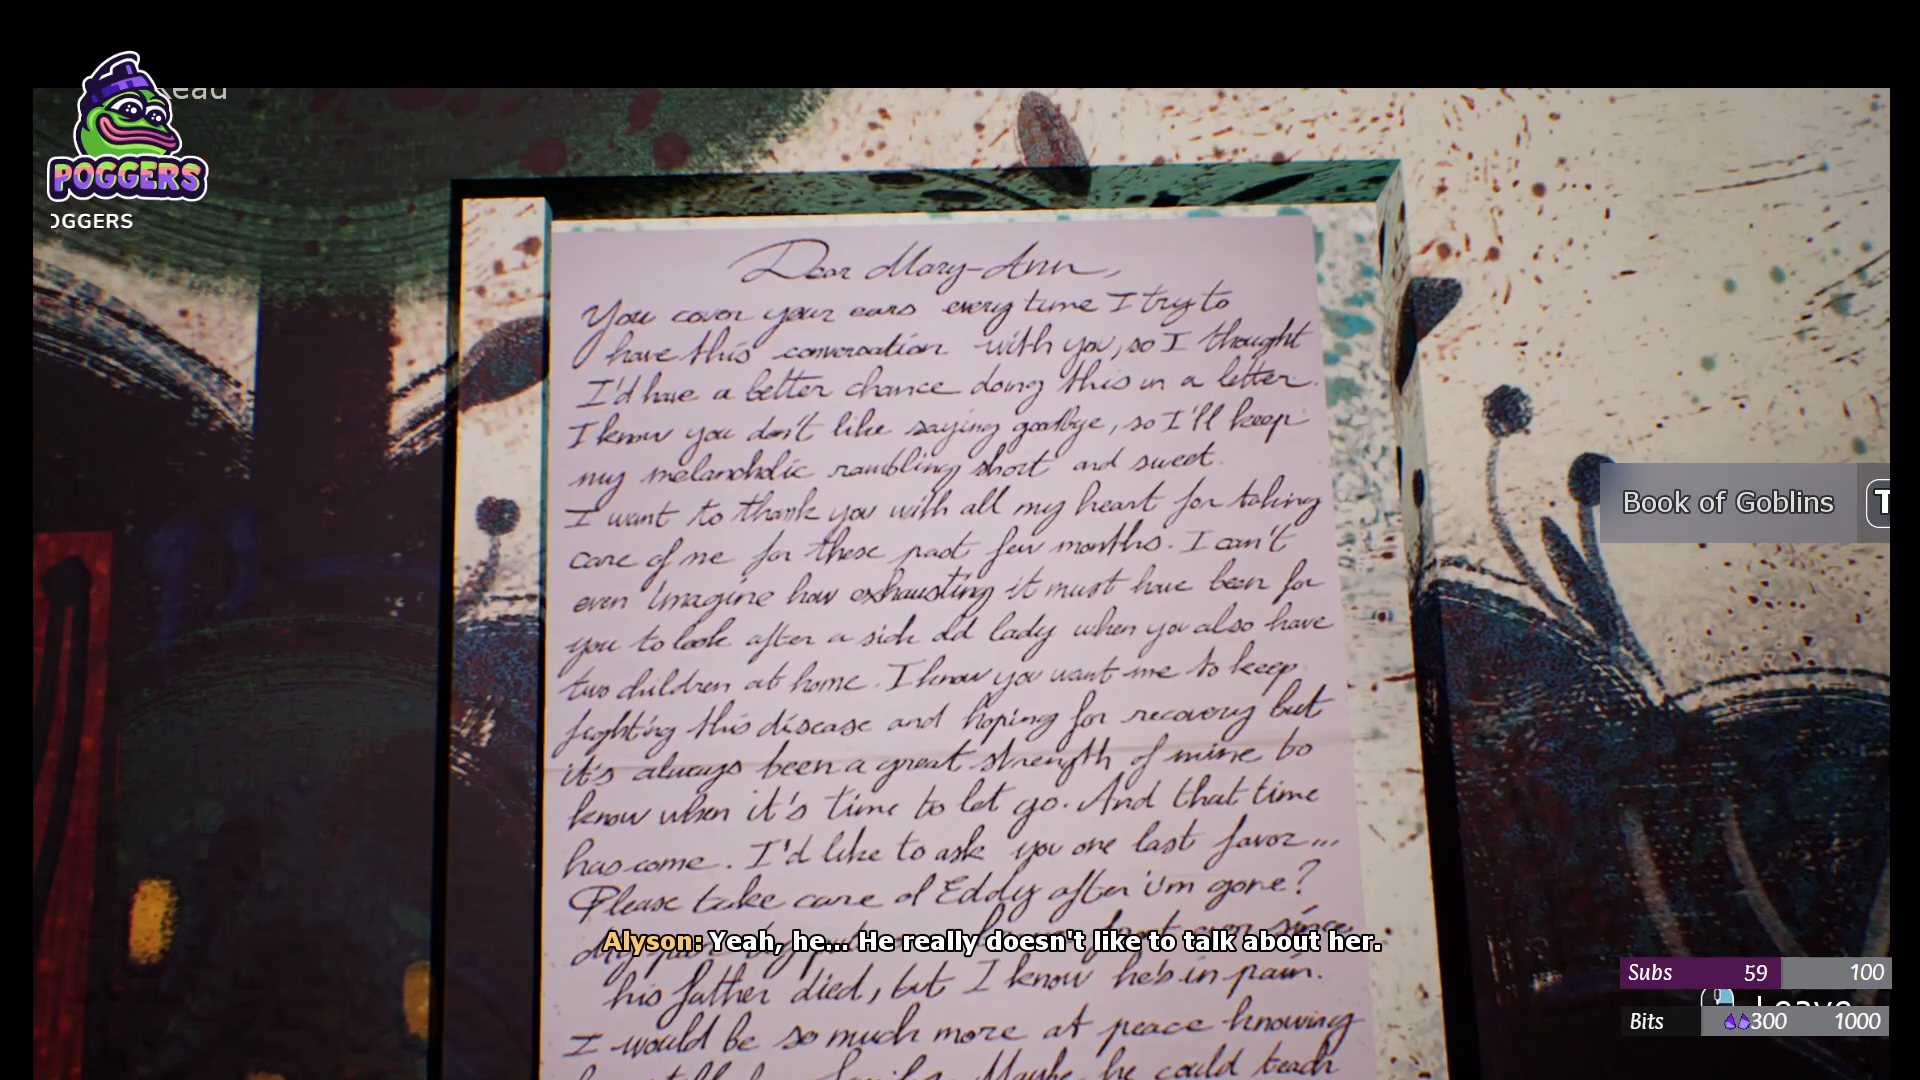 POGGERS
OGGERS
Dear Mary-Ann,
You cover your ears every time I try to
have this conversation with you, so I thought
I'd have a better chance doing this in a letter.
I know you don't like saying goodbye, so I'll keep
my melancholic rambling short and sweet.
I want to thank you with all my heart for taking
care of me for these past few months. I can't
even imagine how exhausting it must have been for
you to look after a sick old lady when you also have
two children at home. I know you want me to keep
fighting this disease and hoping for recovery but
it's always been a great strength of mine to
know when it's time to let go. And that time
has come. I'd like to ask you one last favor...
Please take care of Eddy after i'm gone?
since
Alyson: Yeah, he... He really doesn't like to talk about her.
his father died, but I know he's in pain.
I would be so much more at peace knowing
Maybe he could teach
Book of Goblins
T
Subs 59 100
Leave
Bits 300 1000